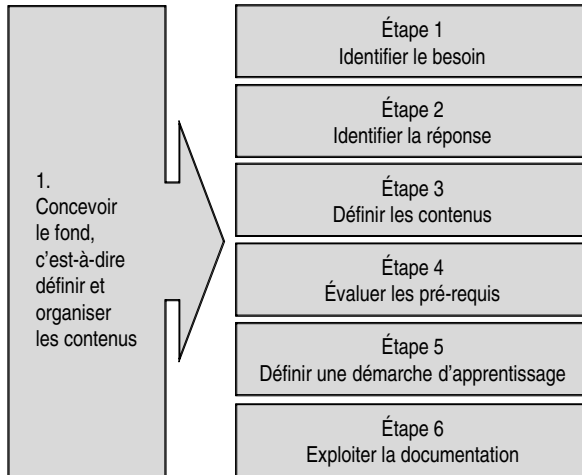 1.
Concevoir
le fond,
c'est-à-dire
définir et
organiser
les contenus
Étape 1
Identifier le besoin
Étape 2
Identifier la réponse
Étape 3
Définir les contenus
Étape 4
Évaluer les pré-requis
Étape 5
Définir une démarche d'apprentissage
Étape 6
Exploiter la documentation